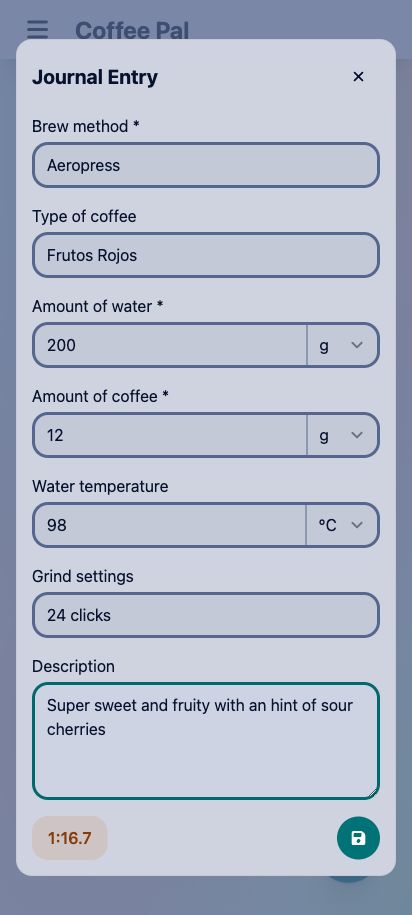 Coffee Pal
Journal Entry
Brew method *
Aeropress
Type of coffee
Frutos Rojos
Amount of water *
200 g
Amount of coffee *
12 g
Water temperature
98 °C
Grind settings
24 clicks
Description
Super sweet and fruity with an hint of sour
cherries
1:16.7